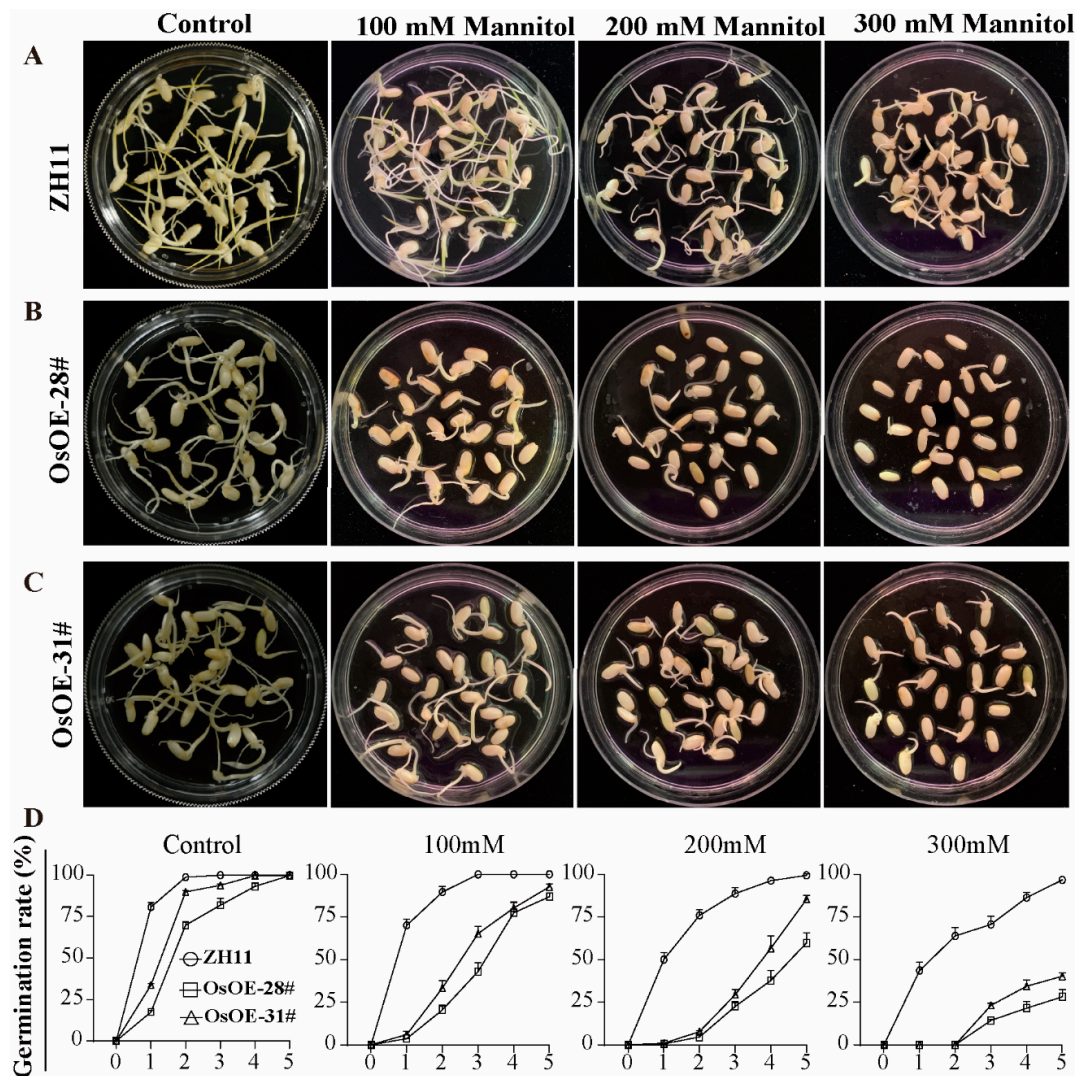 Control 100 mM Mannitol 200 mM Mannitol 300 mM Mannitol
A
ZH11
B
OsOE-28#
C
OsOE-31#
D
Control 100mM 200mM 300mM
Germination rate (%)
100 100 100 100
75 75 75 75
50 50 50 50
25 25 25 25
0 0 0 0
ZH11
OsOE-28#
OsOE-31#
0 1 2 3 4 5 0 1 2 3 4 5 0 1 2 3 4 5 0 1 2 3 4 5